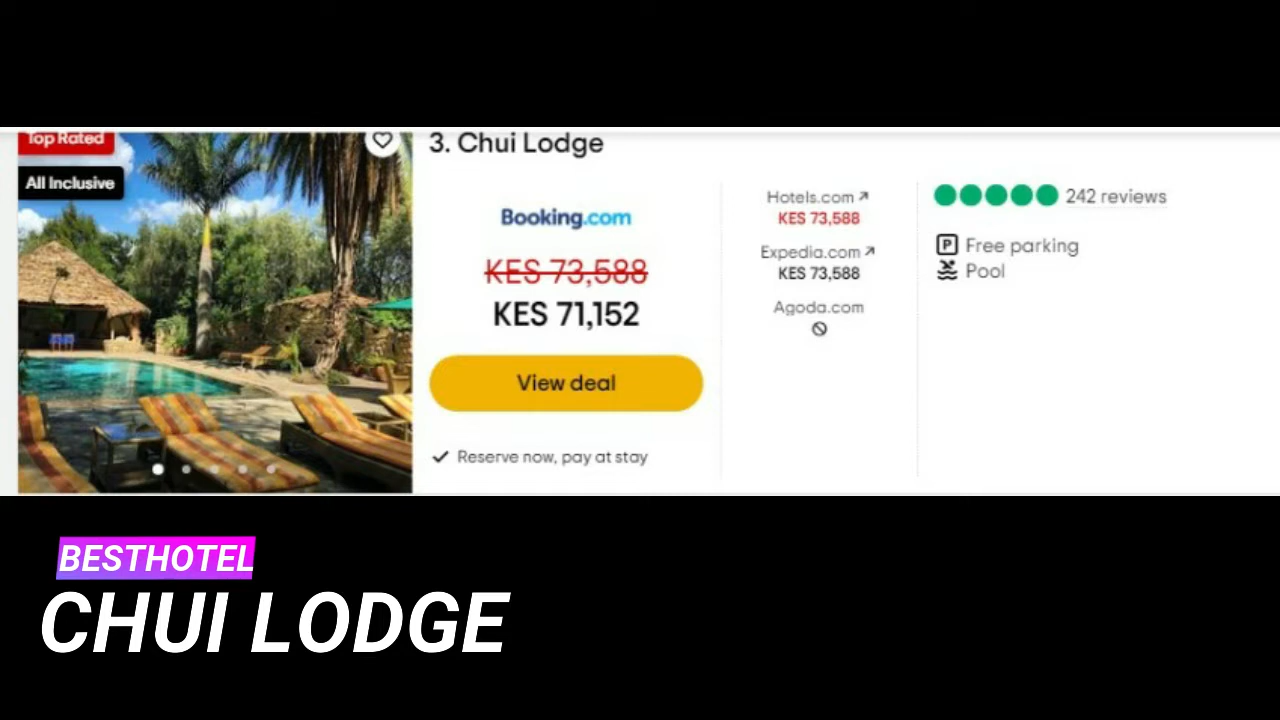 Top Rated
All Inclusive
3. Chui Lodge
Booking.com
KES 73,588
KES 71,152
View deal
Reserve now, pay at stay
Hotels.com
KES 73,588
Expedia.com
KES 73,588
Agoda.com
242 reviews
P Free parking
Pool
BESTHOTEL
CHUI LODGE